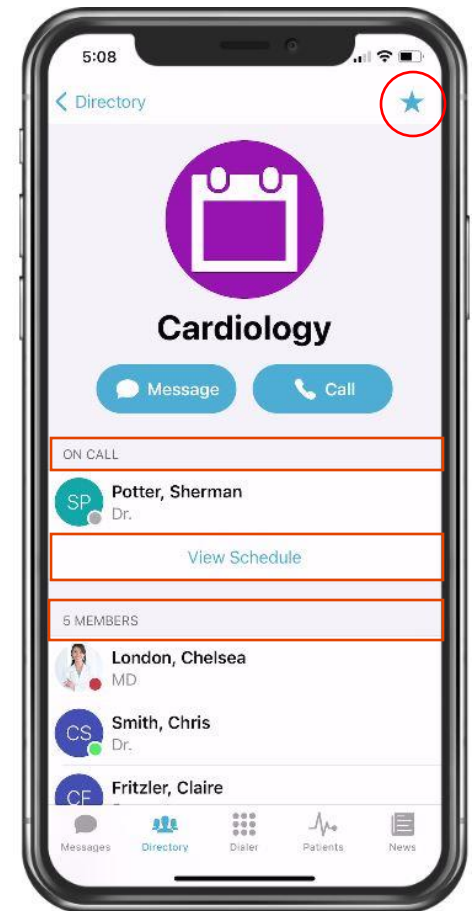 5:08
Directory
Cardiology
Message Call
ON CALL
SP Potter, Sherman
Dr.
View Schedule
5 MEMBERS
London, Chelsea
MD
CS Smith, Chris
Dr.
CF Fritzler, Claire
Messages Directory Dialer Patients News